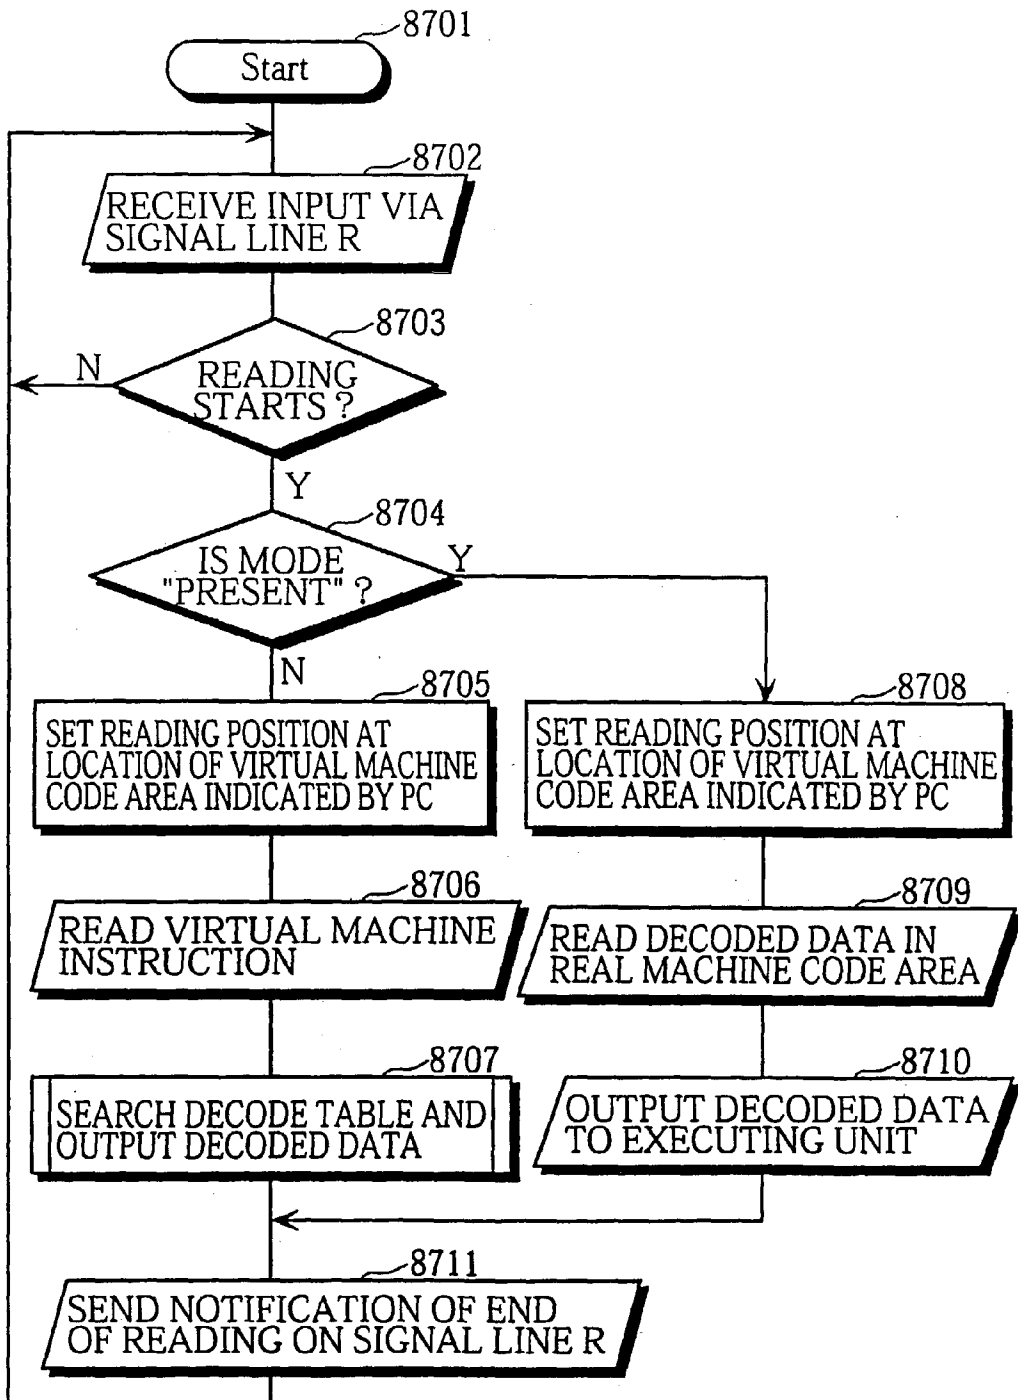 8701
Start
8702
RECEIVE INPUT VIA
SIGNAL LINE R
8703
N
READING
STARTS ?
Y
8704
IS MODE
"PRESENT" ?
Y
N
8705
SET READING POSITION AT
LOCATION OF VIRTUAL MACHINE
CODE AREA INDICATED BY PC
8708
SET READING POSITION AT
LOCATION OF VIRTUAL MACHINE
CODE AREA INDICATED BY PC
8706
READ VIRTUAL MACHINE
INSTRUCTION
8709
READ DECODED DATA IN
REAL MACHINE CODE AREA
8707
SEARCH DECODE TABLE AND
OUTPUT DECODED DATA
8710
OUTPUT DECODED DATA
TO EXECUTING UNIT
8711
SEND NOTIFICATION OF END
OF READING ON SIGNAL LINE R